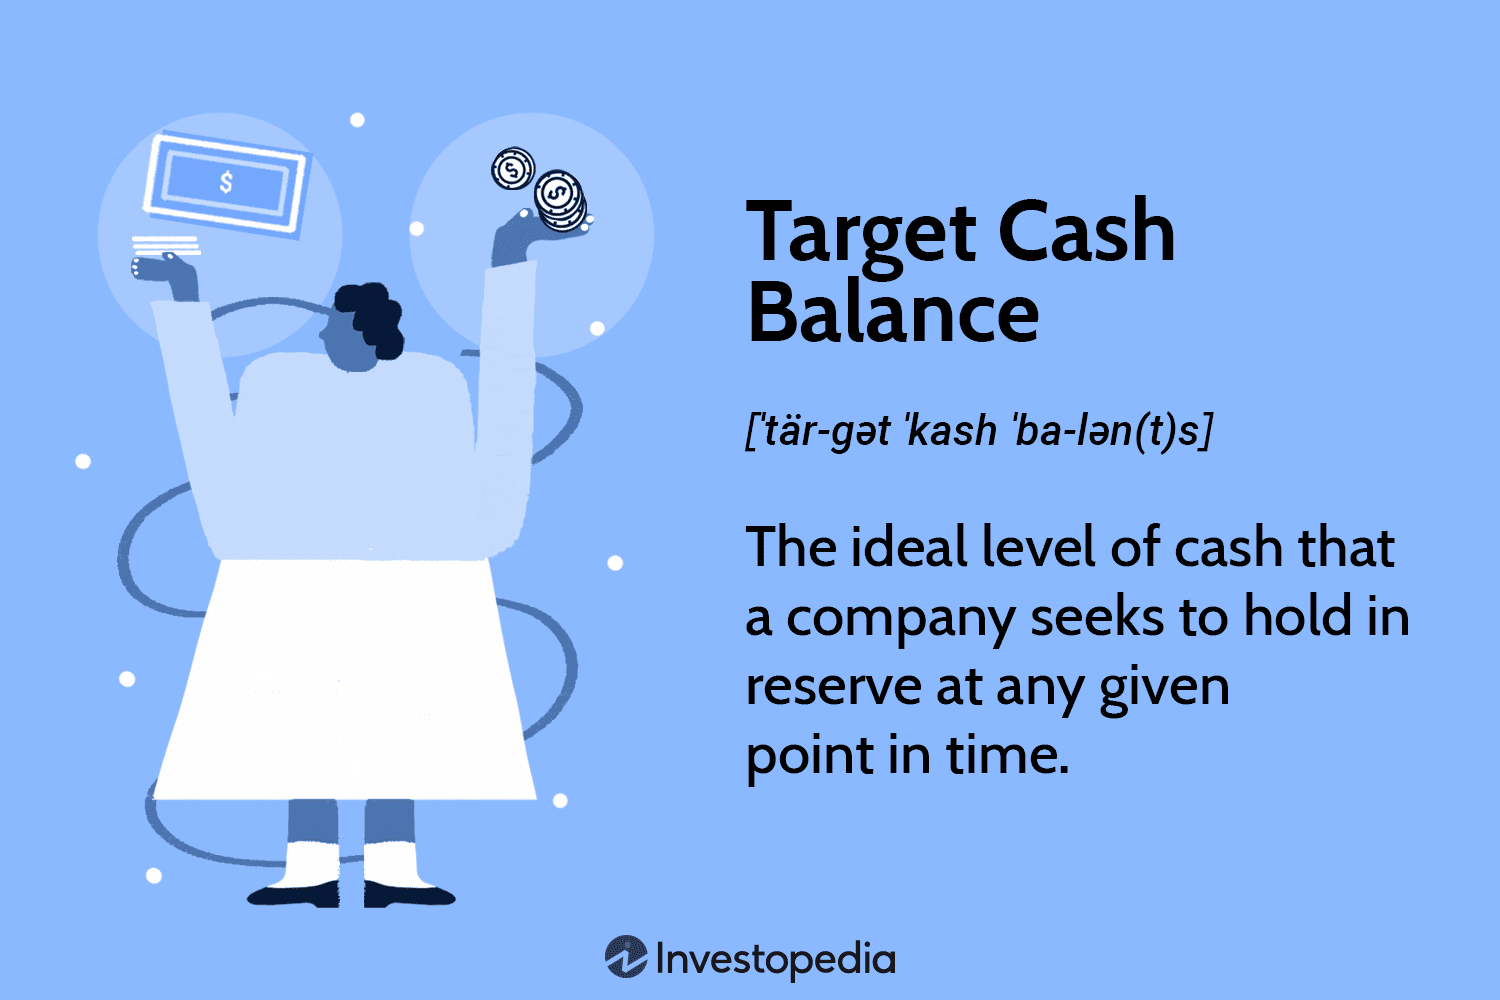 $
$
$
Target Cash
Balance
[ˈtär-gət ˈkash ˈba-lən(t)s]
The ideal level of cash that
a company seeks to hold in
reserve at any given
point in time.
Investopedia